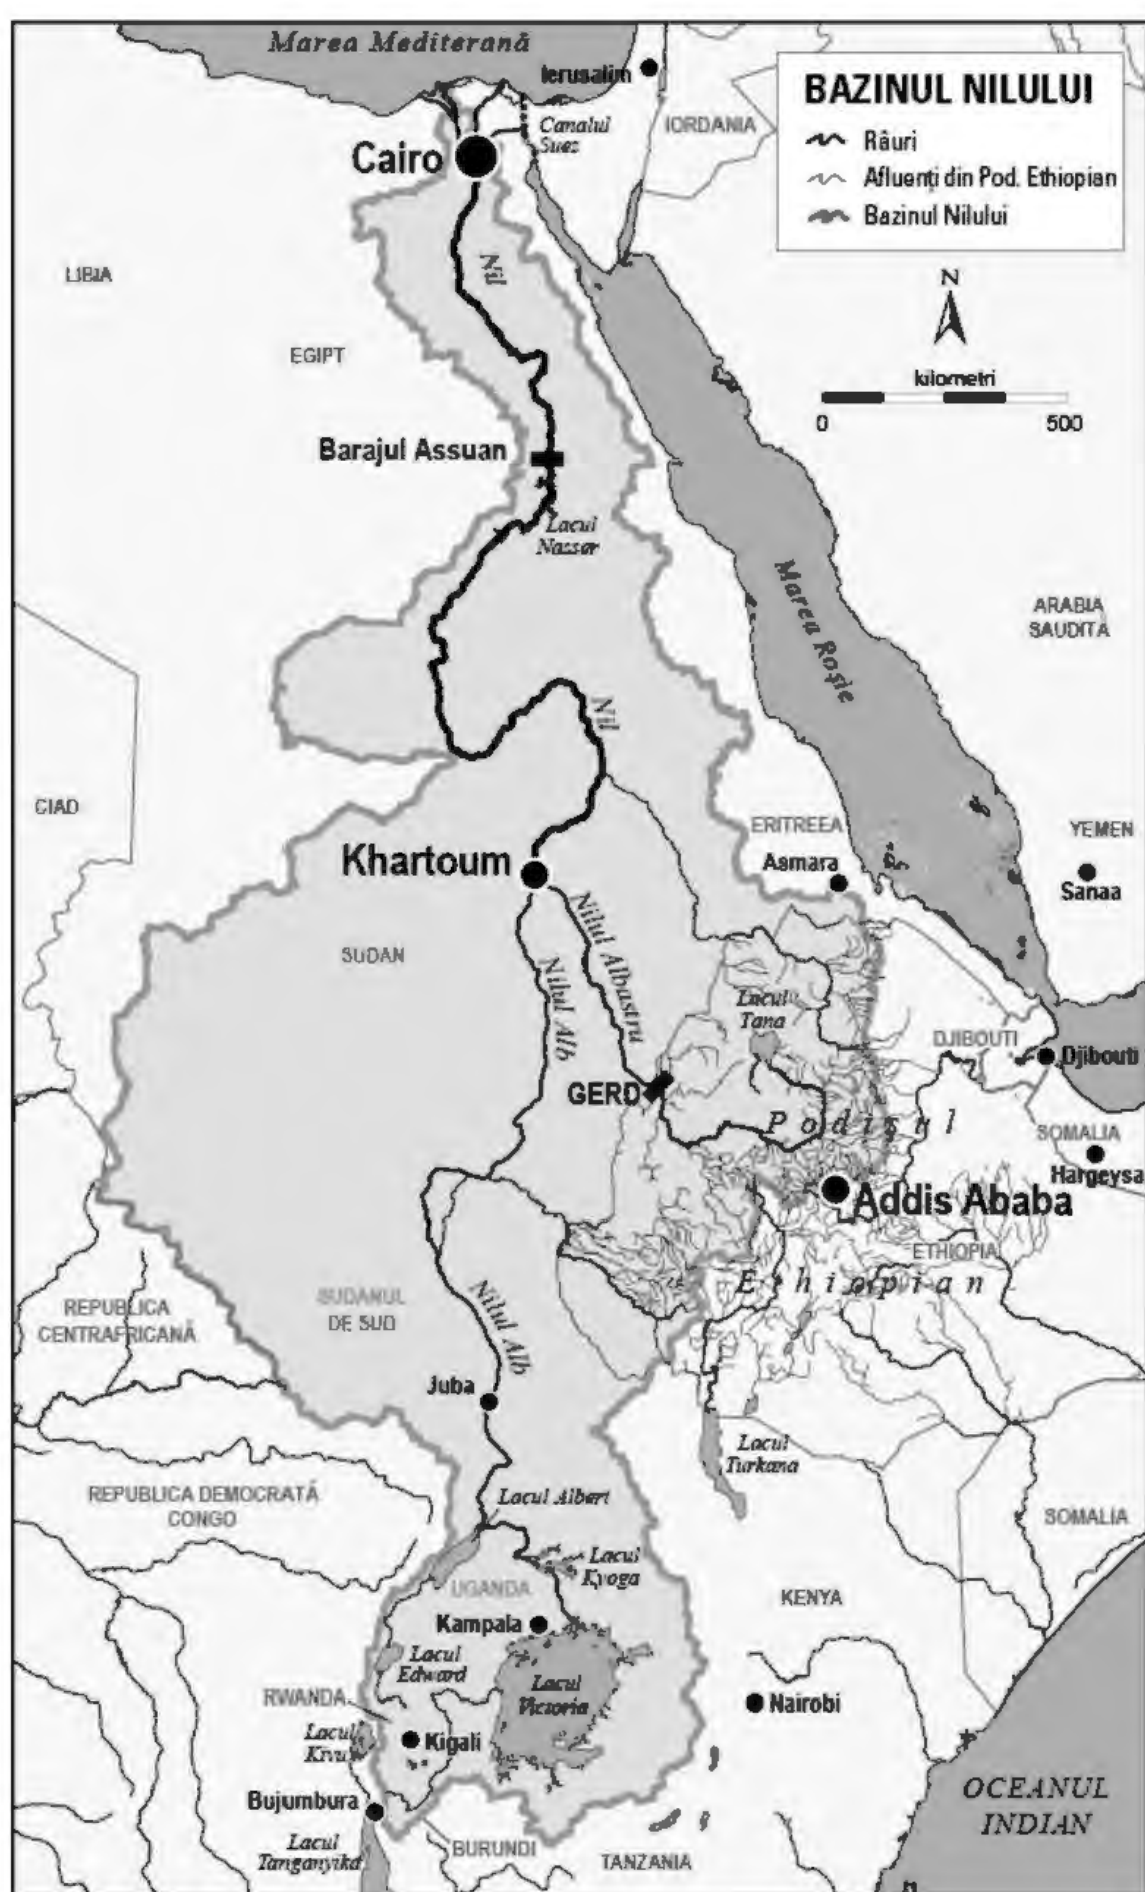 Marea Mediterană
Ierusalim
BAZINUL NILULUI
Râuri
Afluenți din Pod. Ethiopian
Bazinul Nilului
Canalul
Suez
IORDANIA
Cairo
N
LIBIA
Nil
EGIPT
kilometri
0 500
Barajul Assuan
Lacul
Nasser
Marea Roșie
ARABIA
SAUDITĂ
Nil
CIAD
ERITREEA
YEMEN
Khartoum
Asmara
Sanaa
SUDAN
Nilul Albastru
Nilul Alb
Lacul
Tana
DJIBOUTI
Djibouti
GERD
Podișul
SOMALIA
Hargeysa
Addis Ababa
ETHIOPIA
Ethiopian
REPUBLICA
CENTRAFRICANĂ
SUDANUL
DE SUD
Nilul Alb
Juba
Lacul
Turkana
REPUBLICA DEMOCRATĂ
CONGO
Lacul Albert
SOMALIA
Lacul
Kyoga
UGANDA
KENYA
Kampala
Lacul
Edward
Lacul
Victoria
RWANDA
Nairobi
Lacul
Kivu
Kigali
Bujumbura
OCEANUL
INDIAN
Lacul
Tanganyika
BURUNDI
TANZANIA